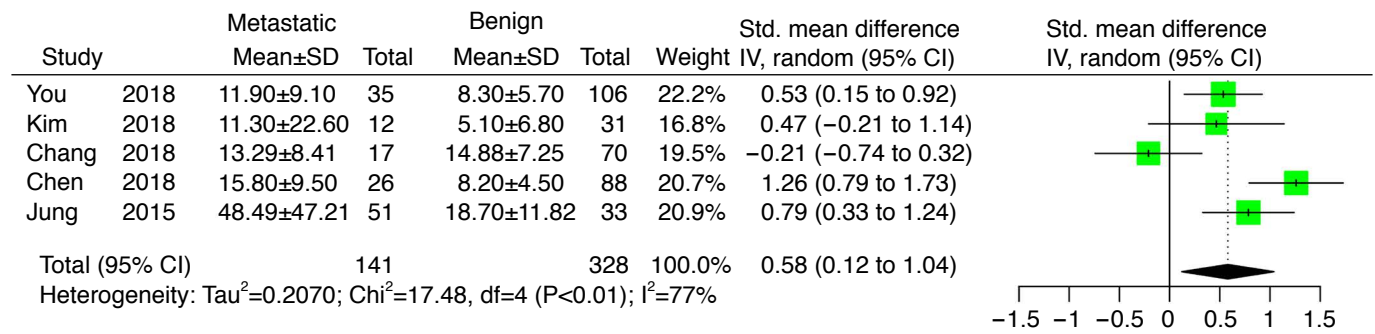 Metastatic Benign Std. mean difference Std. mean difference
Study Mean±SD Total Mean±SD Total Weight IV, random (95% CI) IV, random (95% CI)
You 2018 11.90±9.10 35 8.30±5.70 106 22.2% 0.53 (0.15 to 0.92)
Kim 2018 11.30±22.60 12 5.10±6.80 31 16.8% 0.47 (−0.21 to 1.14)
Chang 2018 13.29±8.41 17 14.88±7.25 70 19.5% −0.21 (−0.74 to 0.32)
Chen 2018 15.80±9.50 26 8.20±4.50 88 20.7% 1.26 (0.79 to 1.73)
Jung 2015 48.49±47.21 51 18.70±11.82 33 20.9% 0.79 (0.33 to 1.24)
Total (95% CI) 141 328 100.0% 0.58 (0.12 to 1.04)
Heterogeneity: Tau²=0.2070; Chi²=17.48, df=4 (P<0.01); I²=77%
−1.5 −1 −0.5 0 0.5 1 1.5